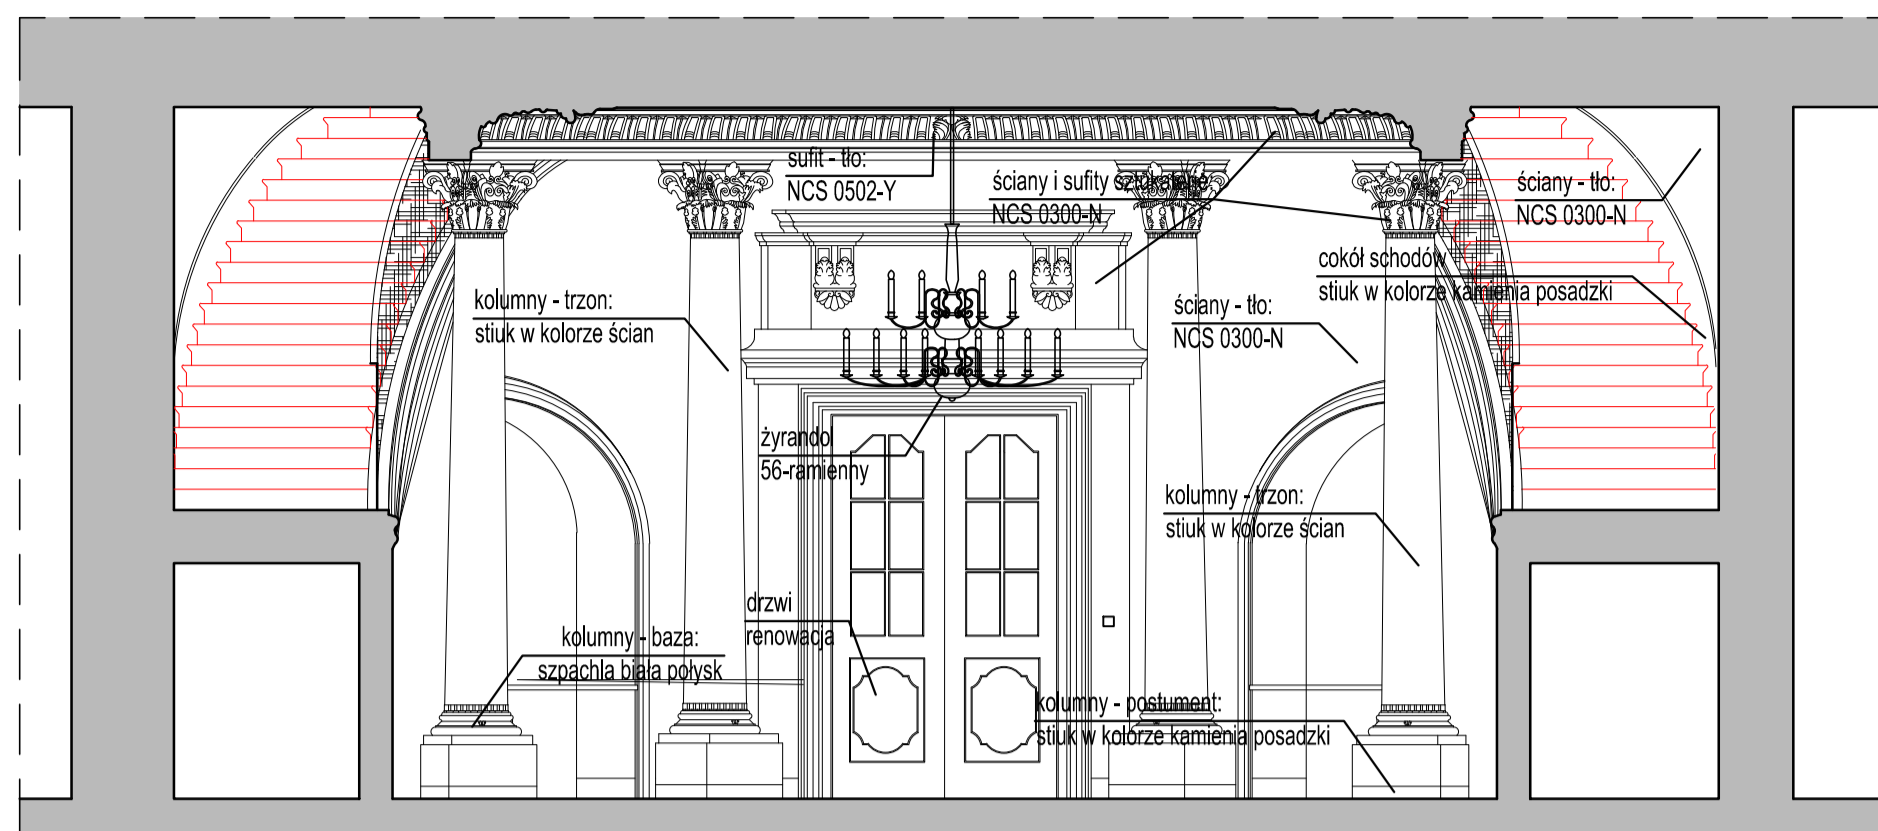 sufit - tło:
NCS 0502-Y
ściany i sufity sztukaterie
NCS 0300-N
ściany - tło:
NCS 0300-N
cokół schodów
stiuk w kolorze kamienia posadzki
kolumny - trzon:
stiuk w kolorze ścian
ściany - tło:
NCS 0300-N
żyrandol
56-ramienny
kolumny - trzon:
stiuk w kolorze ścian
drzwi
renowacja
kolumny - baza:
szpachla biała połysk
kolumny - postument:
stiuk w kolorze kamienia posadzki